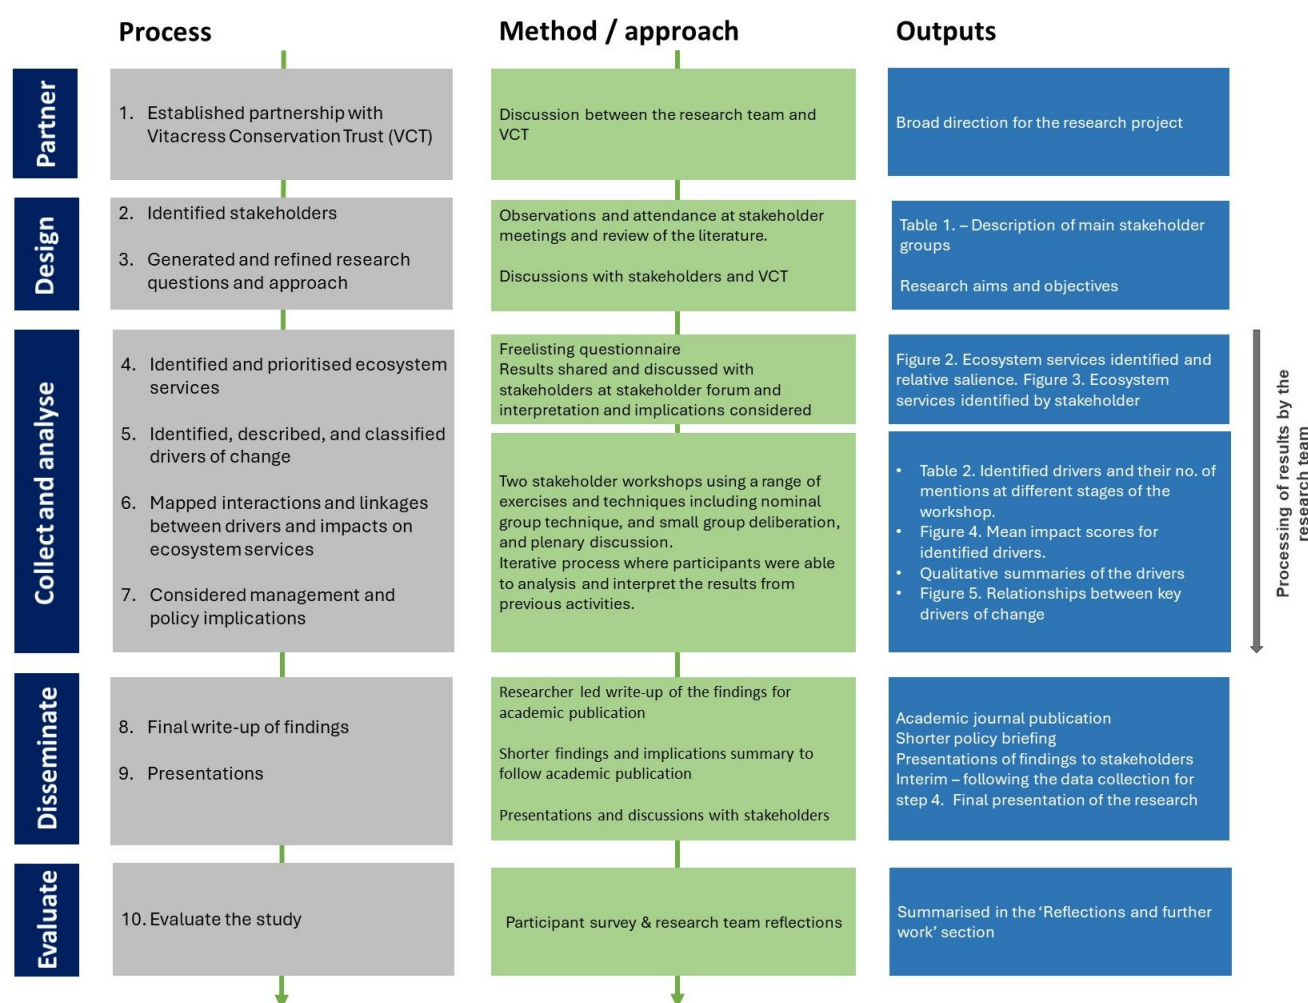 Process
Method / approach
Outputs
Partner
1. Established partnership with
Vitacress Conservation Trust (VCT)
Discussion between the research team and
VCT
Broad direction for the research project
Design
2. Identified stakeholders
3. Generated and refined research
questions and approach
Observations and attendance at stakeholder
meetings and review of the literature.
Discussions with stakeholders and VCT
Table 1. – Description of main stakeholder
groups
Research aims and objectives
Collect and analyse
4. Identified and prioritised ecosystem
services
5. Identified, described, and classified
drivers of change
6. Mapped interactions and linkages
between drivers and impacts on
ecosystem services
7. Considered management and
policy implications
Freelisting questionnaire
Results shared and discussed with
stakeholders at stakeholder forum and
interpretation and implications considered
Two stakeholder workshops using a range of
exercises and techniques including nominal
group technique, and small group deliberation,
and plenary discussion.
Iterative process where participants were able
to analysis and interpret the results from
previous activities.
Figure 2. Ecosystem services identified and
relative salience. Figure 3. Ecosystem
services identified by stakeholder
• Table 2. Identified drivers and their no. of
mentions at different stages of the
workshop.
• Figure 4. Mean impact scores for
identified drivers.
• Qualitative summaries of the drivers
• Figure 5. Relationships between key
drivers of change
Processing of results by the
research team
Disseminate
8. Final write-up of findings
9. Presentations
Researcher led write-up of the findings for
academic publication
Shorter findings and implications summary to
follow academic publication
Presentations and discussions with stakeholders
Academic journal publication
Shorter policy briefing
Presentations of findings to stakeholders
Interim – following the data collection for
step 4. Final presentation of the research
Evaluate
10. Evaluate the study
Participant survey & research team reflections
Summarised in the ‘Reflections and further
work’ section